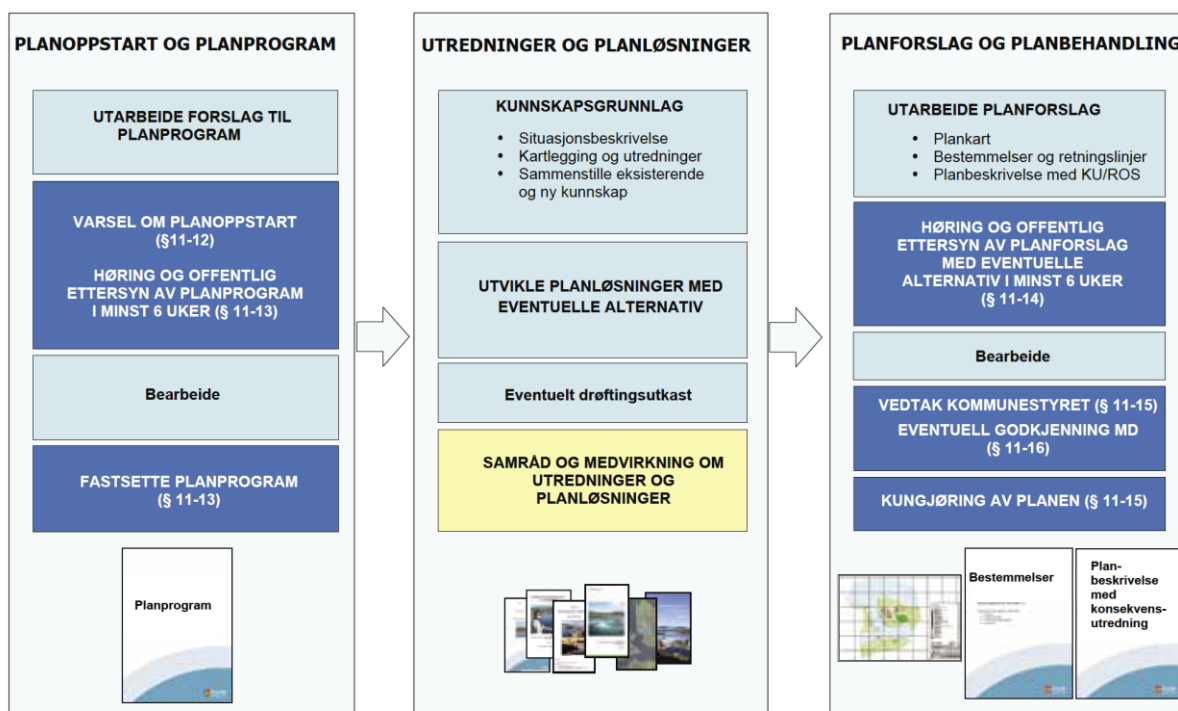 PLANOPPSTART OG PLANPROGRAM
UTARBEIDE FORSLAG TIL
PLANPROGRAM
VARSEL OM PLANOPPSTART
(§11-12)
HØRING OG OFFENTLIG
ETTERSYN AV PLANPROGRAM
I MINST 6 UKER (§ 11-13)
Bearbeide
FASTSETTE PLANPROGRAM
(§ 11-13)
Planprogram
UTREDNINGER OG PLANLØSNINGER
KUNNSKAPSGRUNNLAG
• Situasjonsbeskrivelse
• Kartlegging og utredninger
• Sammenstille eksisterende
og ny kunnskap
UTVIKLE PLANLØSNINGER MED
EVENTUELLE ALTERNATIV
Eventuelt drøftingsutkast
SAMRÅD OG MEDVIRKNING OM
UTREDNINGER OG
PLANLØSNINGER
PLANFORSLAG OG PLANBEHANDLING
UTARBEIDE PLANFORSLAG
• Plankart
• Bestemmelser og retningslinjer
• Planbeskrivelse med KU/ROS
HØRING OG OFFENTLIG
ETTERSYN AV PLANFORSLAG
MED EVENTUELLE
ALTERNATIV I MINST 6 UKER
(§ 11-14)
Bearbeide
VEDTAK KOMMUNESTYRET (§ 11-15)
EVENTUELL GODKJENNING MD
(§ 11-16)
KUNGJØRING AV PLANEN (§ 11-15)
Bestemmelser
Plan-
beskrivelse
med
konsekvens-
utredning